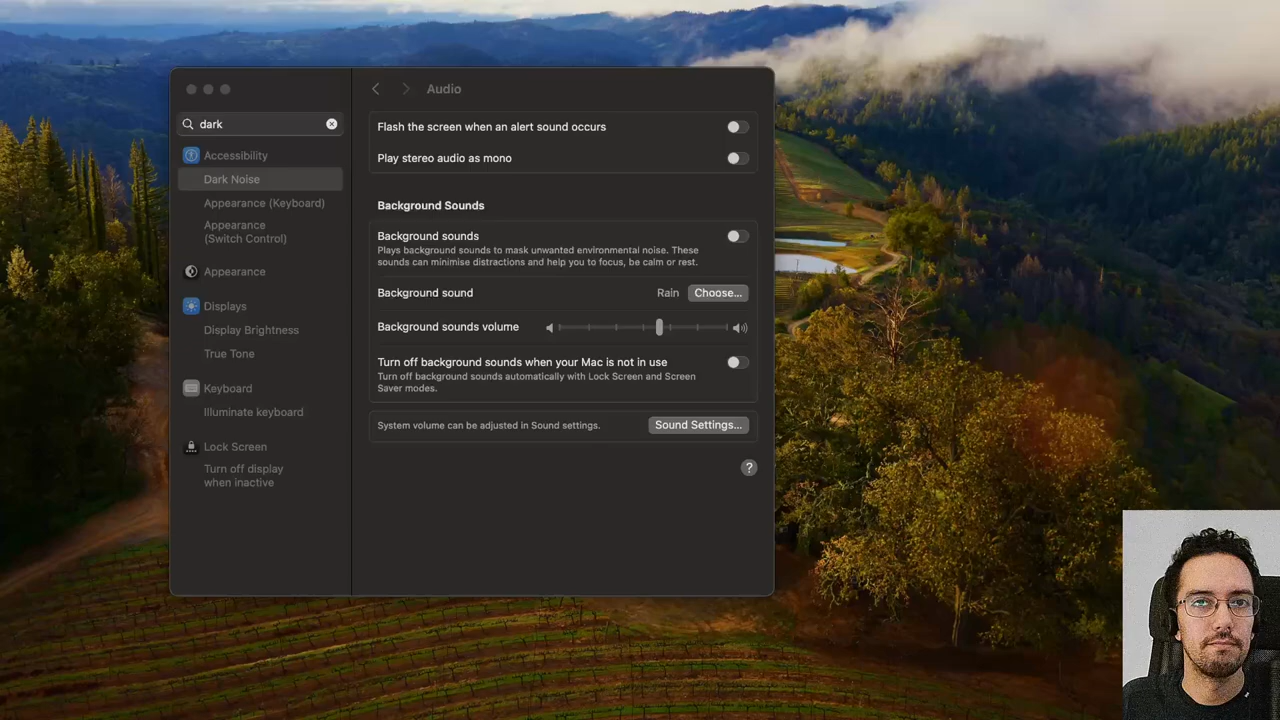 dark
Accessibility
Dark Noise
Appearance (Keyboard)
Appearance
(Switch Control)
Appearance
Displays
Display Brightness
True Tone
Keyboard
Illuminate keyboard
Lock Screen
Turn off display
when inactive
Audio
Flash the screen when an alert sound occurs
Play stereo audio as mono
Background Sounds
Background sounds
Plays background sounds to mask unwanted environmental noise. These
sounds can minimise distractions and help you to focus, be calm or rest.
Background sound Rain Choose...
Background sounds volume
Turn off background sounds when your Mac is not in use
Turn off background sounds automatically with Lock Screen and Screen
Saver modes.
System volume can be adjusted in Sound settings. Sound Settings...
?